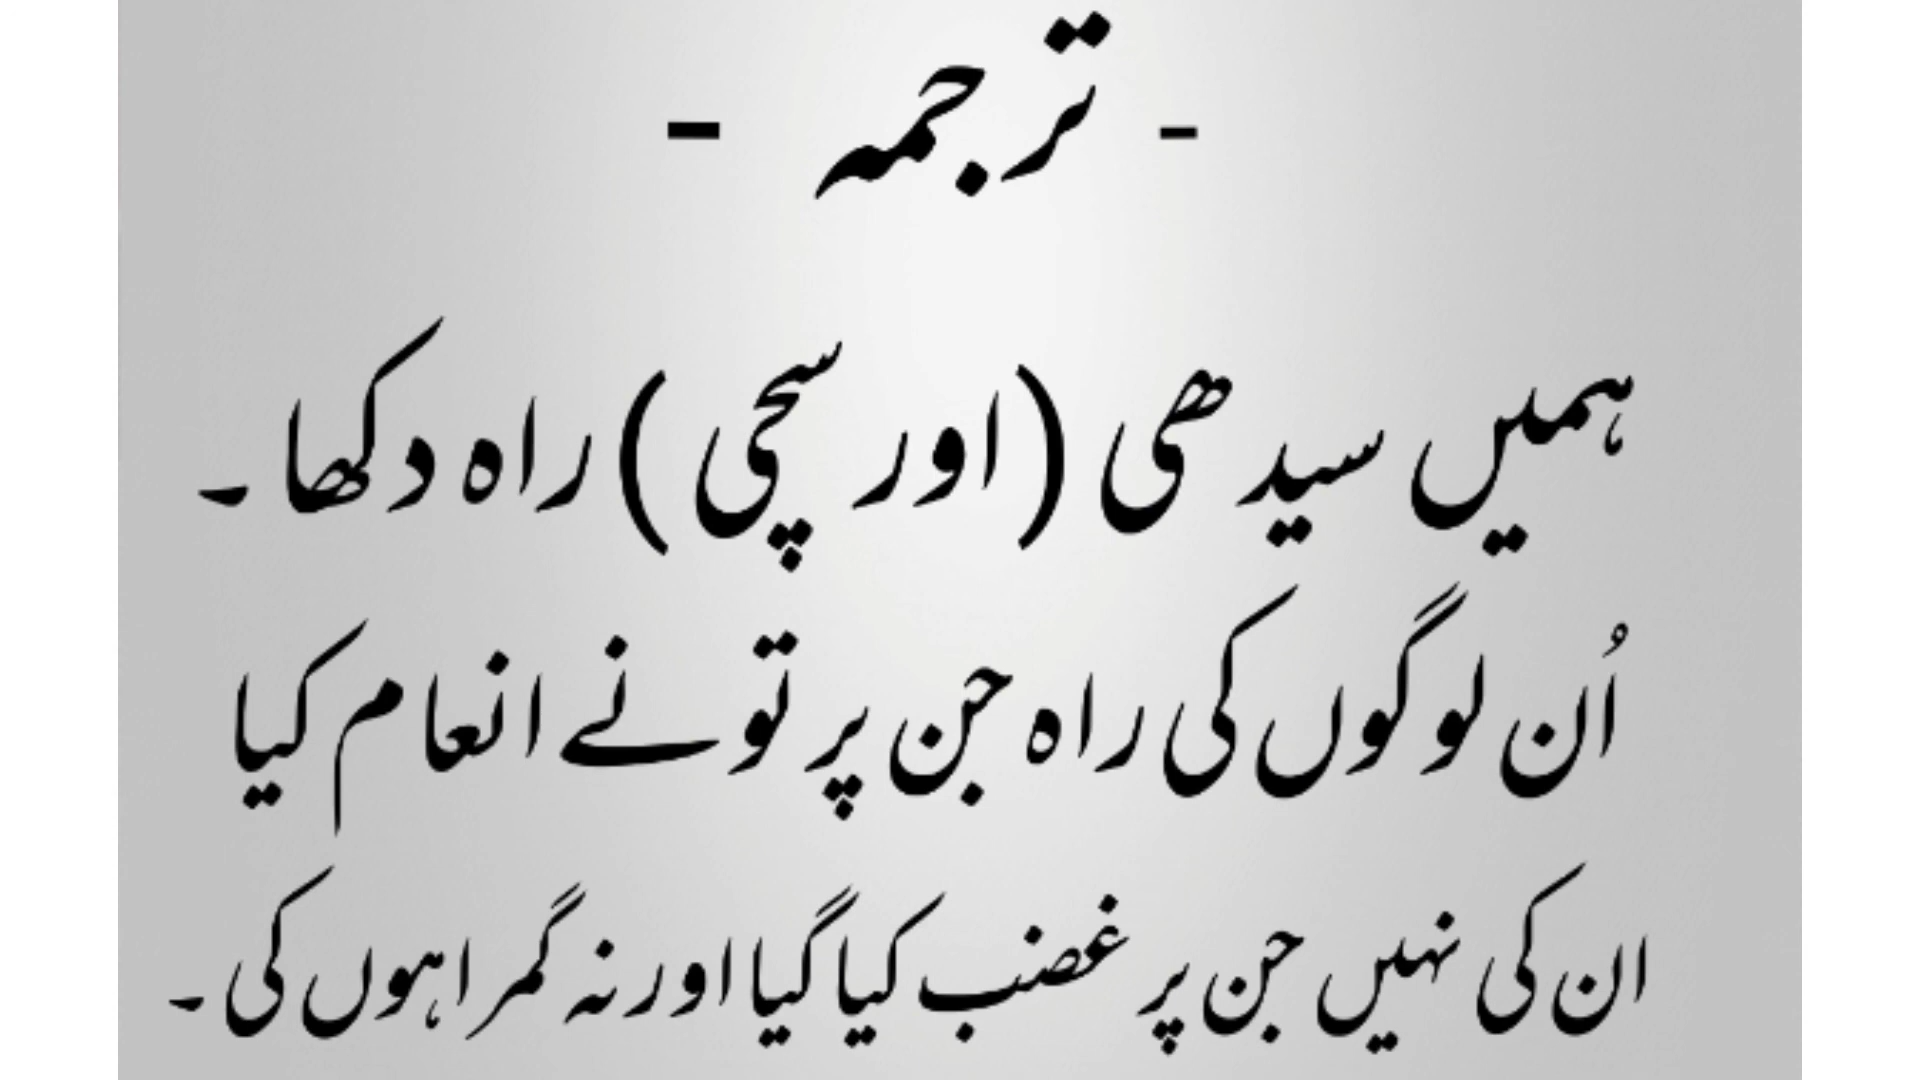 - ترجمہ -
ہمیں سیدھی (اور سچی) راہ دکھا ۔
اُن لوگوں کی راہ جن پر تو نے انعام کیا
ان کی نہیں جن پر غضب کیا گیا اور نہ گمراہوں کی ۔